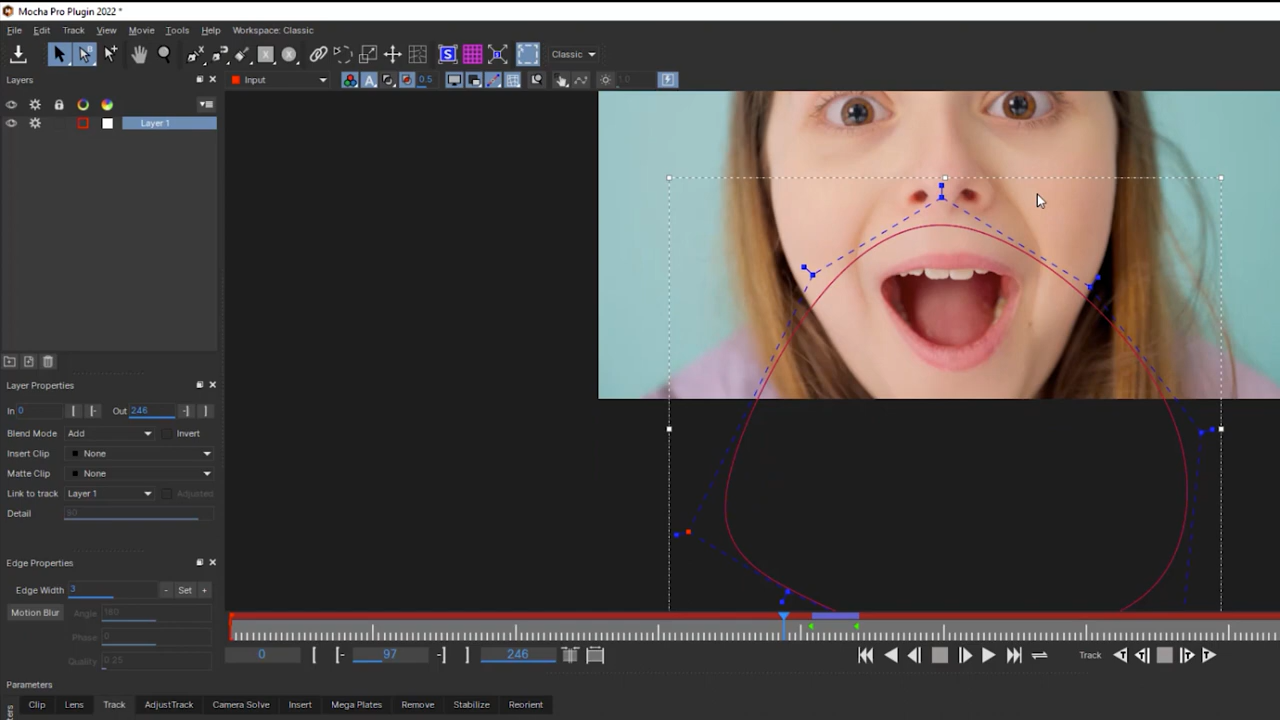 Mocha Pro Plugin 2022 *
File Edit Track View Movie Tools Help Workspace: Classic
Classic
Layers
Input
A
0.5
1.0
Layer 1
Layer Properties
In 0 Out 246
Blend Mode Add Invert
Insert Clip None
Matte Clip None
Link to track Layer 1 Adjusted
Detail 90
Edge Properties
Edge Width 3 - Set +
Motion Blur Angle 180
Phase 0
Quality 0.25
0 97 246
Track
Parameters
Clip Lens Track AdjustTrack Camera Solve Insert Mega Plates Remove Stabilize Reorient